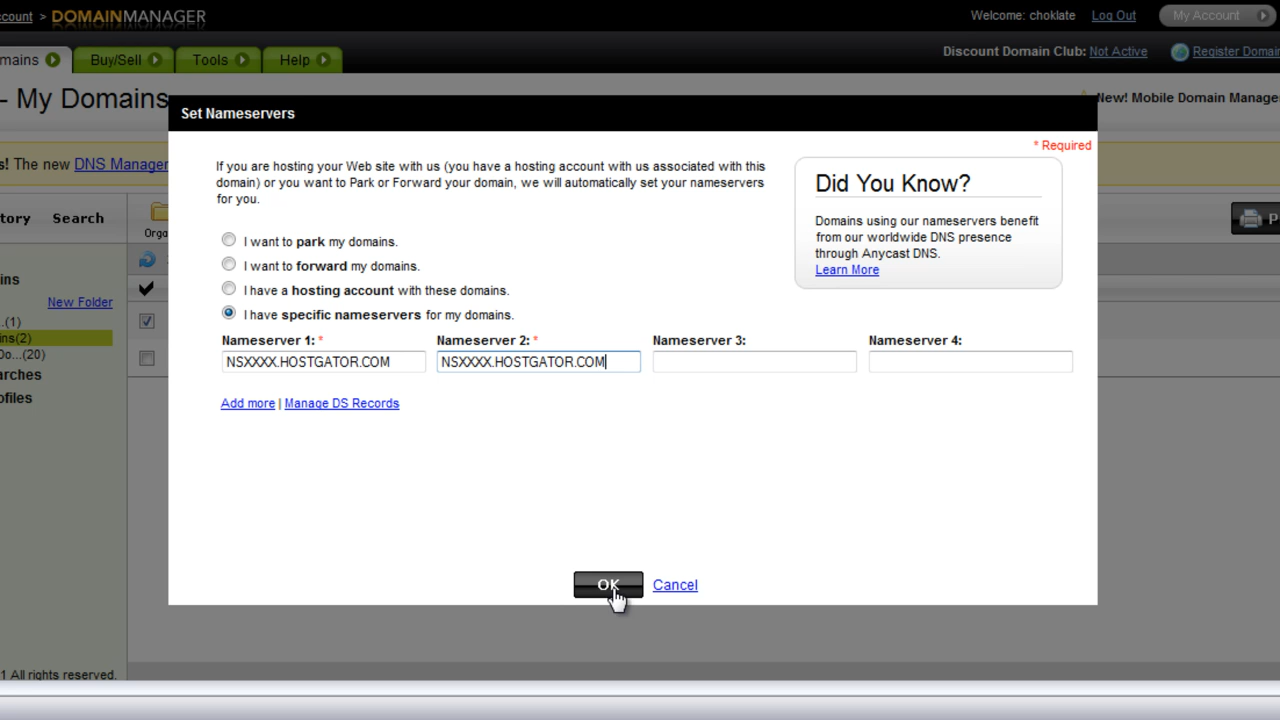 ccount > DOMAINMANAGER
Welcome: choklate Log Out My Account
mains Buy/Sell Tools Help
Discount Domain Club: Not Active Register Domai
- My Domains
New! Mobile Domain Manage
s! The new DNS Manager
tory Search
Orga
P
ins
New Folder
..(1)
ins(2)
Do...(20)
arches
ofiles
1 All rights reserved.
Set Nameservers
* Required
If you are hosting your Web site with us (you have a hosting account with us associated with this
domain) or you want to Park or Forward your domain, we will automatically set your nameservers
for you.
Did You Know?
Domains using our nameservers benefit
from our worldwide DNS presence
through Anycast DNS.
Learn More
I want to park my domains.
I want to forward my domains.
I have a hosting account with these domains.
I have specific nameservers for my domains.
Nameserver 1: * Nameserver 2: * Nameserver 3: Nameserver 4:
NSXXXX.HOSTGATOR.COM NSXXXX.HOSTGATOR.COM
Add more | Manage DS Records
OK Cancel